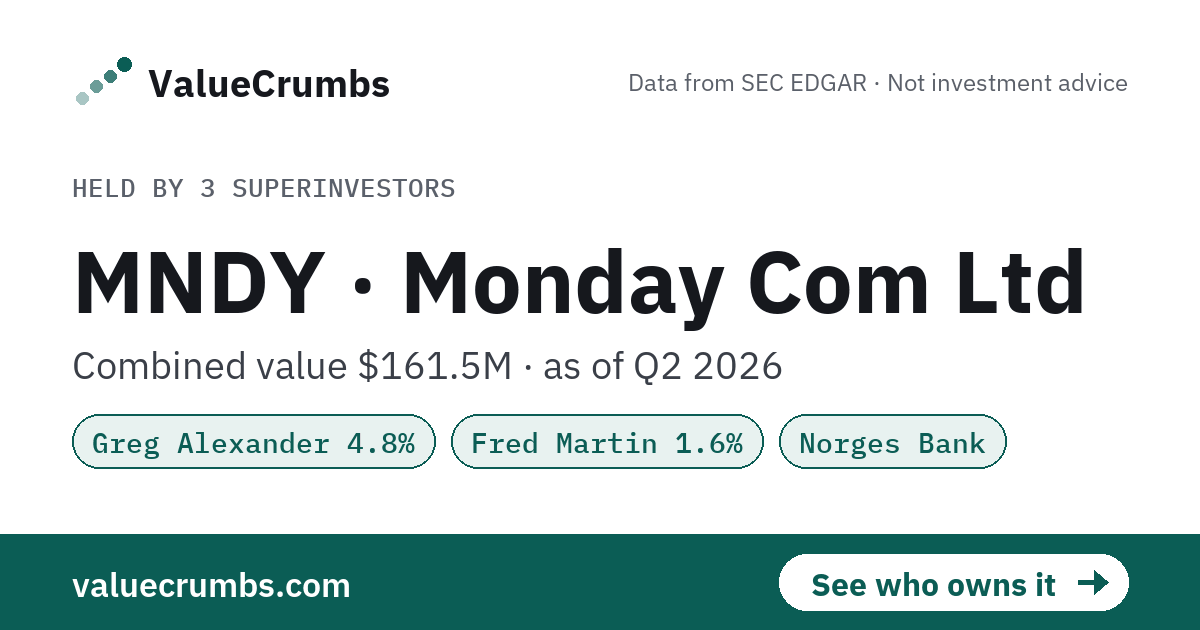 ValueCrumbs
Data from SEC EDGAR · Not investment advice
HELD BY 3 SUPERINVESTORS
MNDY · Monday Com Ltd
Combined value $161.5M · as of Q2 2026
Greg Alexander 4.8%
Fred Martin 1.6%
Norges Bank
valuecrumbs.com
See who owns it →